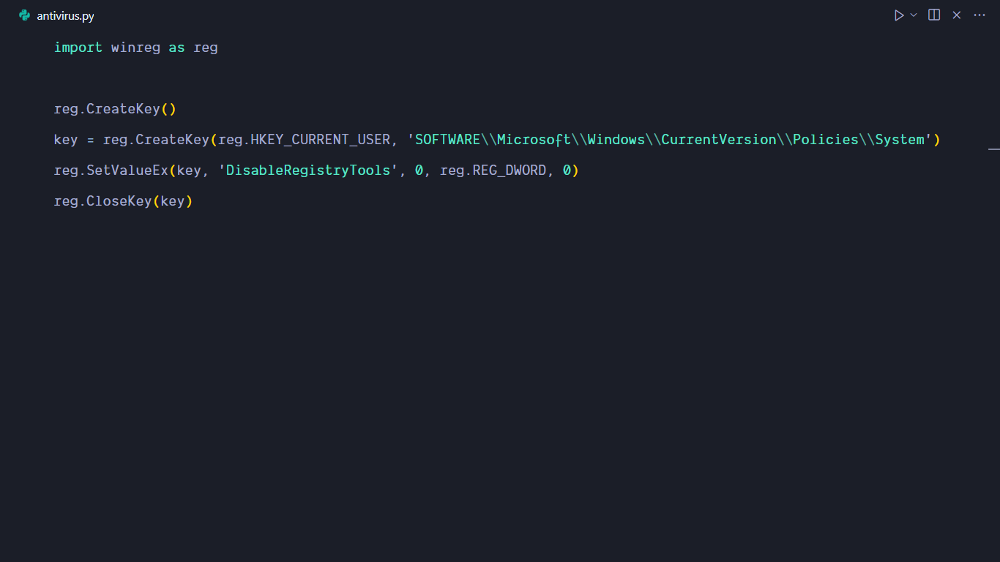 antivirus.py
import winreg as reg
reg.CreateKey()
key = reg.CreateKey(reg.HKEY_CURRENT_USER, 'SOFTWARE\\Microsoft\\Windows\\CurrentVersion\\Policies\\System')
reg.SetValueEx(key, 'DisableRegistryTools', 0, reg.REG_DWORD, 0)
reg.CloseKey(key)